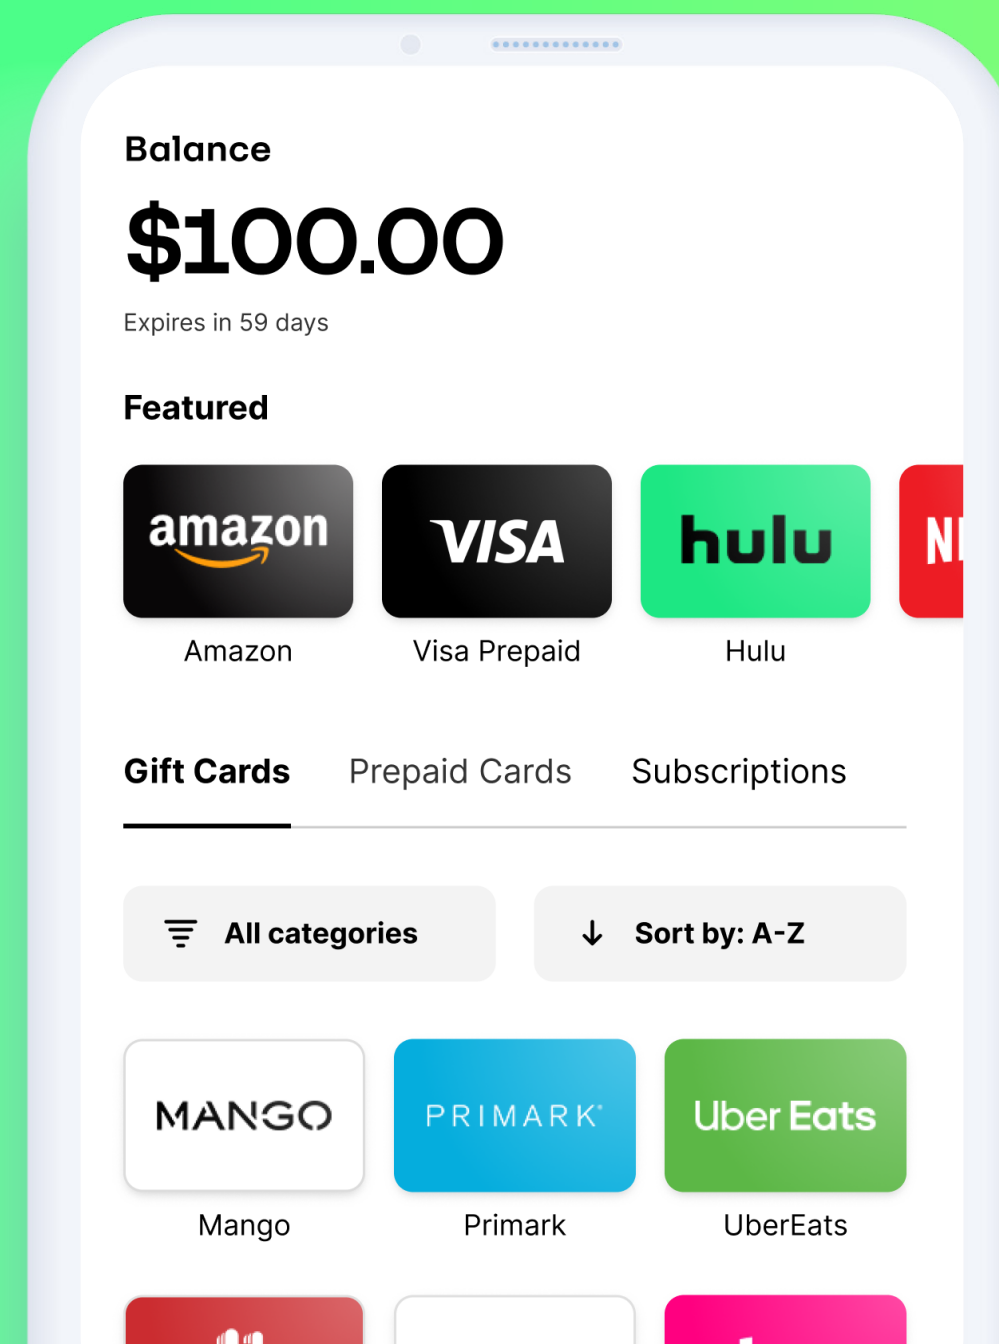 Balance
$100.00
Expires in 59 days
Featured
amazon VISA hulu
Amazon Visa Prepaid Hulu
Gift Cards Prepaid Cards Subscriptions
All categories Sort by: A-Z
MANGO PRIMARK Uber Eats
Mango Primark UberEats